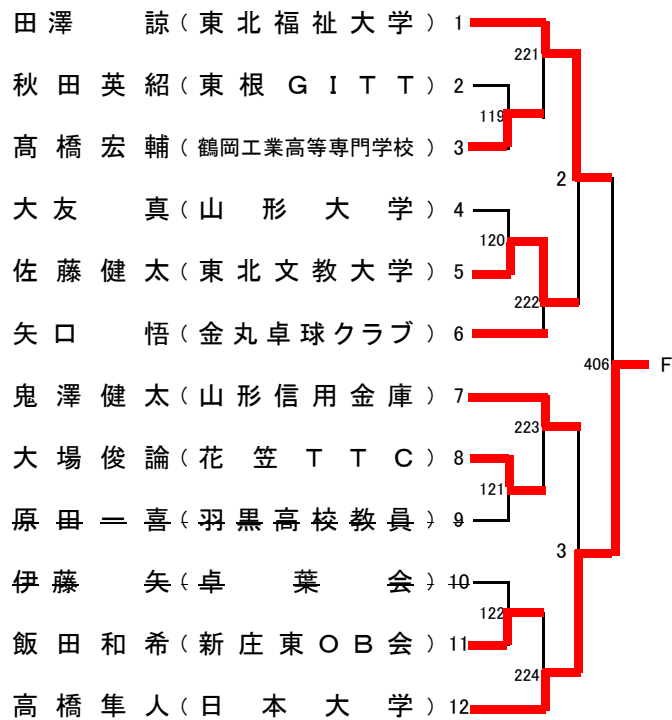 田澤 諒 ( 東北福祉大学 ) 1
221
秋田英紹 ( 東根GITT ) 2
119
髙橋宏輔 ( 鶴岡工業高等専門学校 ) 3
2
大友 真 ( 山形大学 ) 4
120
佐藤健太 ( 東北文教大学 ) 5
222
矢口 悟 ( 金丸卓球クラブ ) 6
406 F
鬼澤健太 ( 山形信用金庫 ) 7
223
大場俊論 ( 花笠TTC ) 8
121
原田一喜 ( 羽黒高校教員 ) 9
3
伊藤 矢 ( 卓葉会 ) 10
122
飯田和希 ( 新庄東OB会 ) 11
224
高橋隼人 ( 日本大学 ) 12